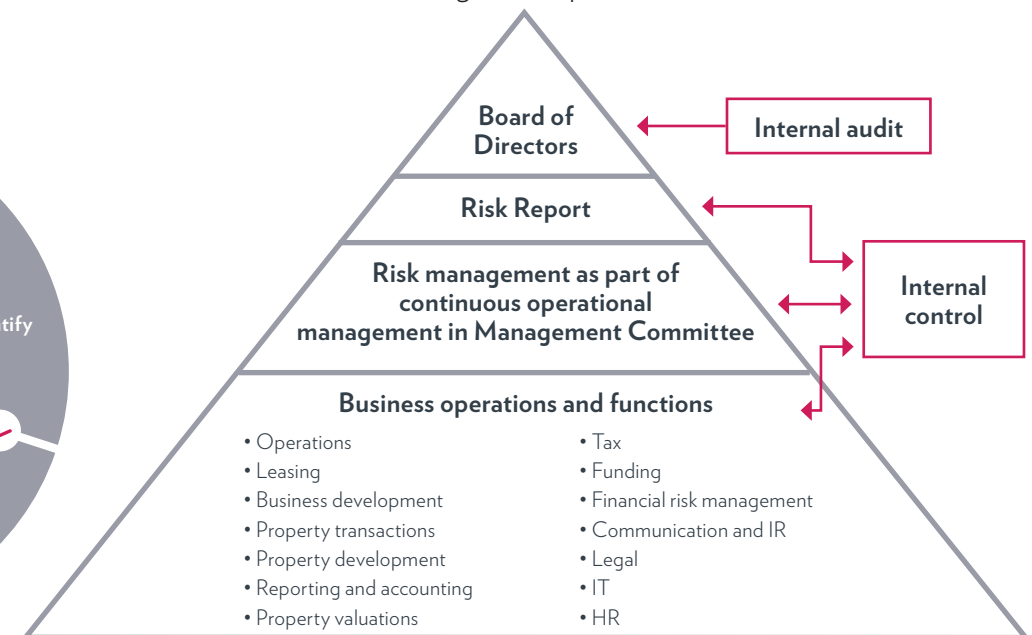 Board of
Directors
Internal audit
Risk Report
Risk management as part of
continuous operational
management in Management Committee
Internal
control
Business operations and functions
• Operations
• Leasing
• Business development
• Property transactions
• Property development
• Reporting and accounting
• Property valuations
• Tax
• Funding
• Financial risk management
• Communication and IR
• Legal
• IT
• HR